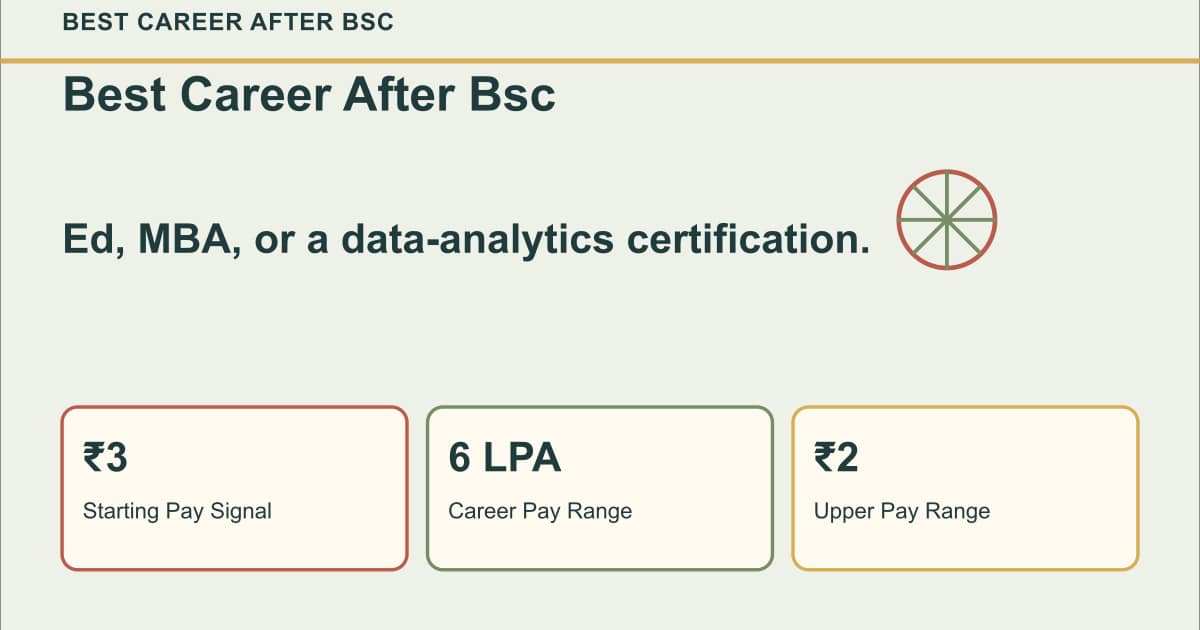 BEST CAREER AFTER BSC
Best Career After Bsc
Ed, MBA, or a data-analytics certification.
₹3
Starting Pay Signal
6 LPA
Career Pay Range
₹2
Upper Pay Range